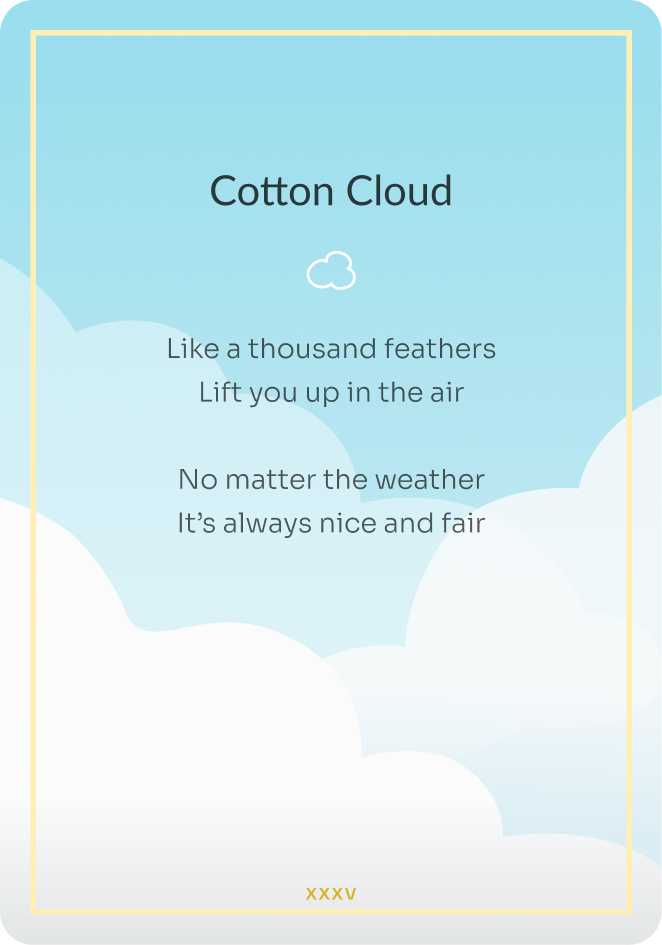 Cotton Cloud
Like a thousand feathers
Lift you up in the air
No matter the weather
It’s always nice and fair
XXXV